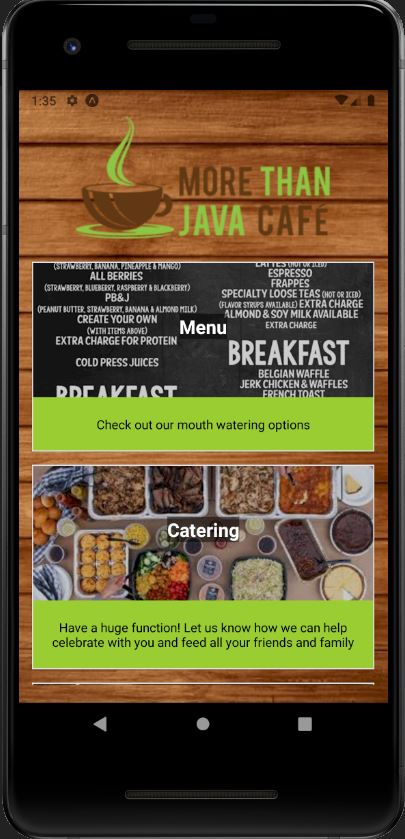 1:35
MORE THAN
JAVA CAFÉ
(STRAWBERRY, BANANA, PINEAPPLE & MANGO)
ALL BERRIES
(STRAWBERRY, BLUEBERRY, RASPBERRY & BLACKBERRY)
PB&J
(PEANUT BUTTER, STRAWBERRY, BANANA & ALMOND MILK)
CREATE YOUR OWN
(WITH ITEMS ABOVE)
EXTRA CHARGE FOR PROTEIN
COLD PRESS JUICES
BREAKFAST
LATTES (HOT OR ICED)
ESPRESSO
FRAPPES
SPECIALTY LOOSE TEAS (HOT OR ICED)
(FLAVOR SYRUPS AVAILABLE) EXTRA CHARGE
ALMOND & SOY MILK AVAILABLE
EXTRA CHARGE
BREAKFAST
BELGIAN WAFFLE
JERK CHICKEN & WAFFLES
FRENCH TOAST
Menu
Check out our mouth watering options
Catering
Have a huge function! Let us know how we can help
celebrate with you and feed all your friends and family